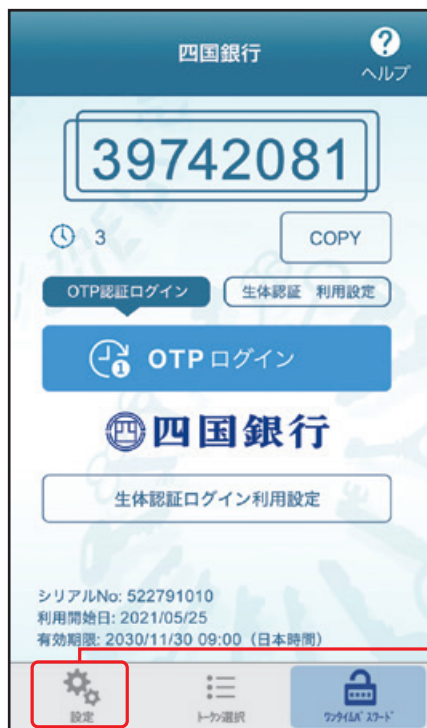 四国銀行
?
ヘルプ
39742081
3
COPY
OTP認証ログイン
生体認証 利用設定
1 OTP ログイン
四 四国銀行
生体認証ログイン利用設定
シリアルNo: 522791010
利用開始日: 2021/05/25
有効期限: 2030/11/30 09:00（日本時間）
設定
ﾄｰｸﾝ選択
ﾜﾝﾀｲﾑﾊﾟｽﾜｰﾄﾞ